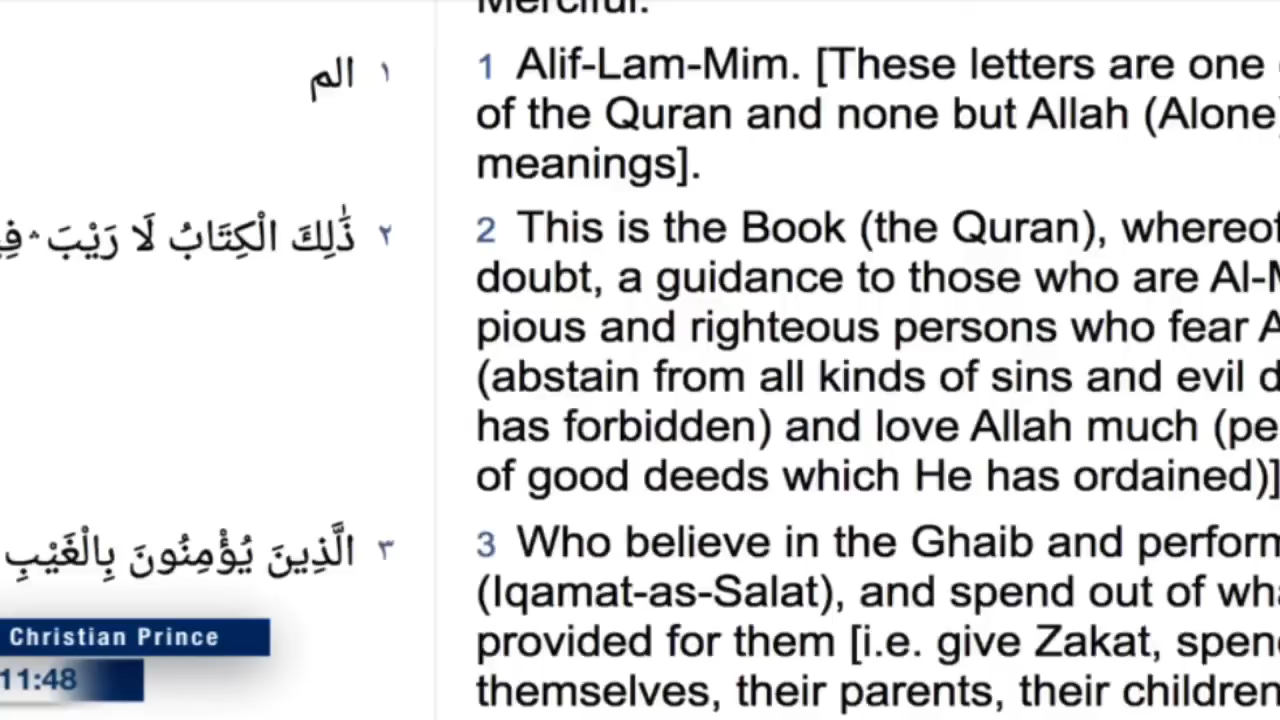 Merciful.
١ الم
1 Alif-Lam-Mim. [These letters are one
of the Quran and none but Allah (Alone)
meanings].
٢ ذَٰلِكَ الْكِتَابُ لَا رَيْبَ ۛ
2 This is the Book (the Quran), whereof
doubt, a guidance to those who are
pious and righteous persons who fear
(abstain from all kinds of sins and evil
has forbidden) and love Allah much
of good deeds which He has ordained)]
٣ الَّذِينَ يُؤْمِنُونَ بِالْغَيْبِ
3 Who believe in the Ghaib and perform
(Iqamat-as-Salat), and spend out of
provided for them [i.e. give Zakat,
themselves, their parents, their children
Christian Prince
11:48